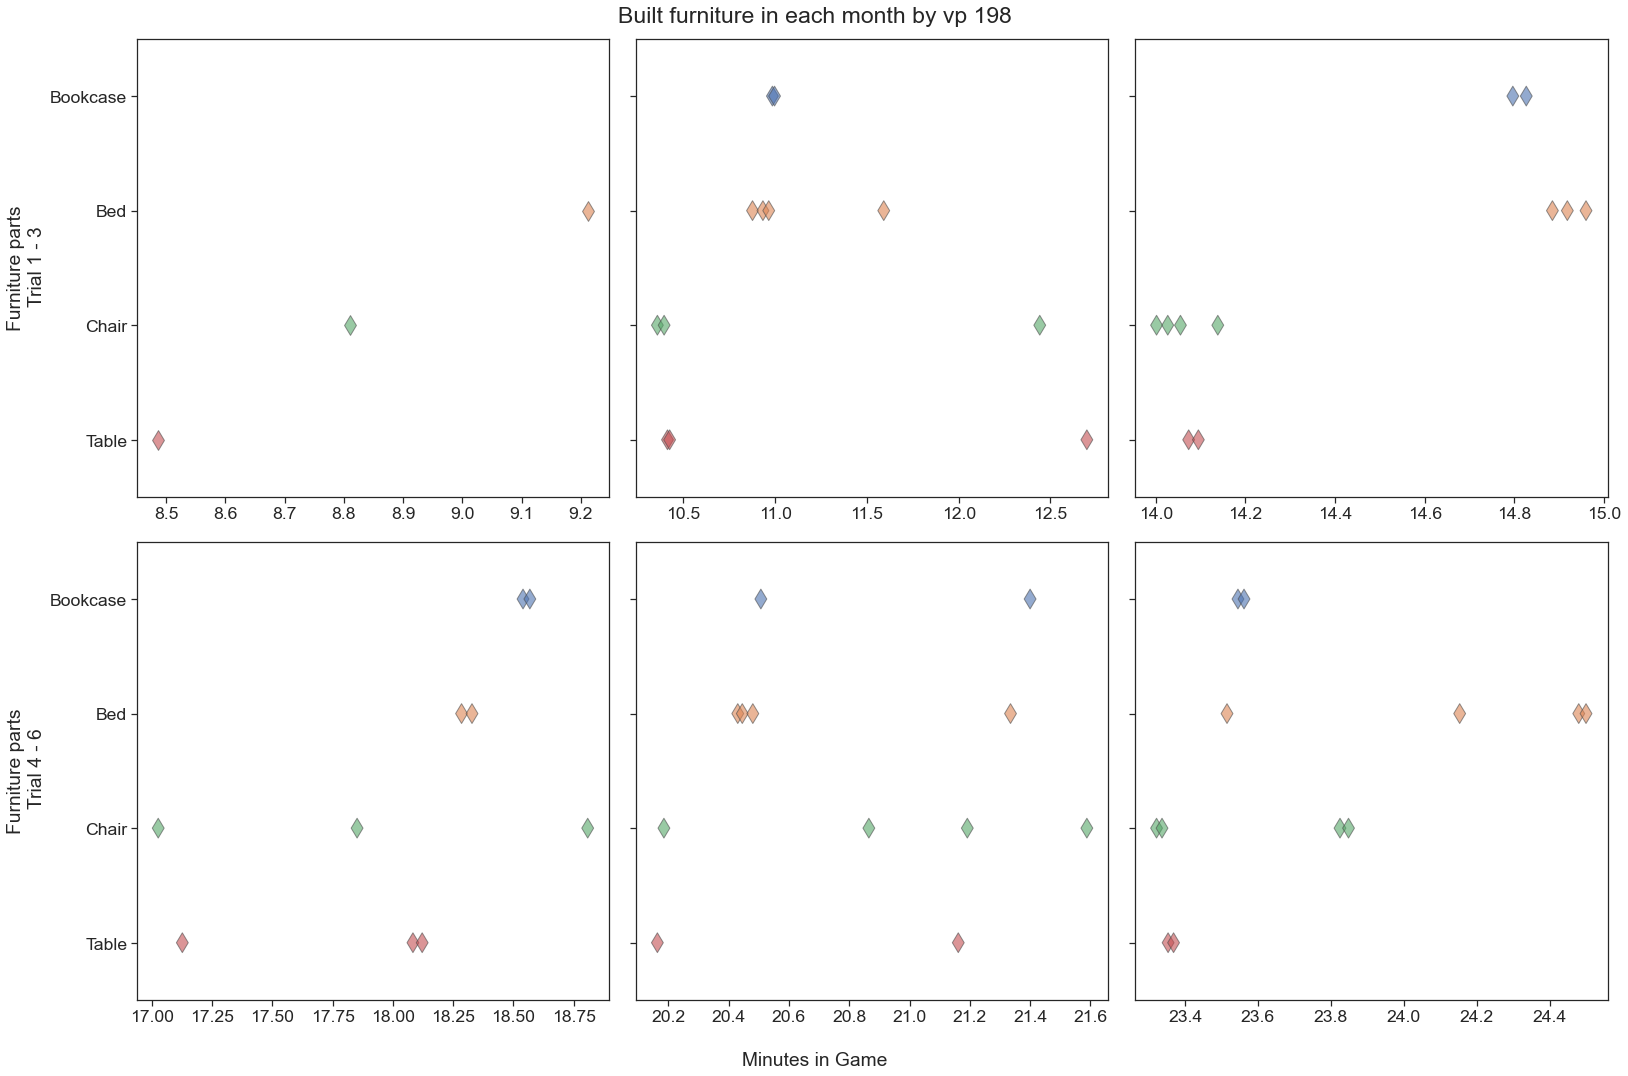 Built furniture in each month by vp 198
Furniture parts
Trial 1 - 3
Bookcase
Bed
Chair
Table
8.5 8.6 8.7 8.8 8.9 9.0 9.1 9.2
10.5 11.0 11.5 12.0 12.5
14.0 14.2 14.4 14.6 14.8 15.0
Furniture parts
Trial 4 - 6
Bookcase
Bed
Chair
Table
17.00 17.25 17.50 17.75 18.00 18.25 18.50 18.75
20.2 20.4 20.6 20.8 21.0 21.2 21.4 21.6
23.4 23.6 23.8 24.0 24.2 24.4
Minutes in Game